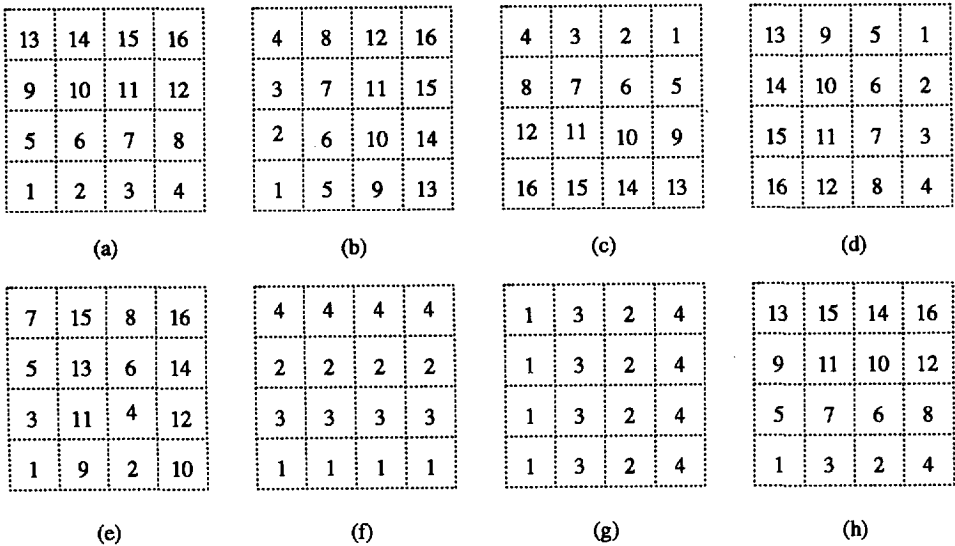 13 14 15 16
9 10 11 12
5 6 7 8
1 2 3 4
(a)
4 8 12 16
3 7 11 15
2 6 10 14
1 5 9 13
(b)
4 3 2 1
8 7 6 5
12 11 10 9
16 15 14 13
(c)
13 9 5 1
14 10 6 2
15 11 7 3
16 12 8 4
(d)
7 15 8 16
5 13 6 14
3 11 4 12
1 9 2 10
(e)
4 4 4 4
2 2 2 2
3 3 3 3
1 1 1 1
(f)
1 3 2 4
1 3 2 4
1 3 2 4
1 3 2 4
(g)
13 15 14 16
9 11 10 12
5 7 6 8
1 3 2 4
(h)